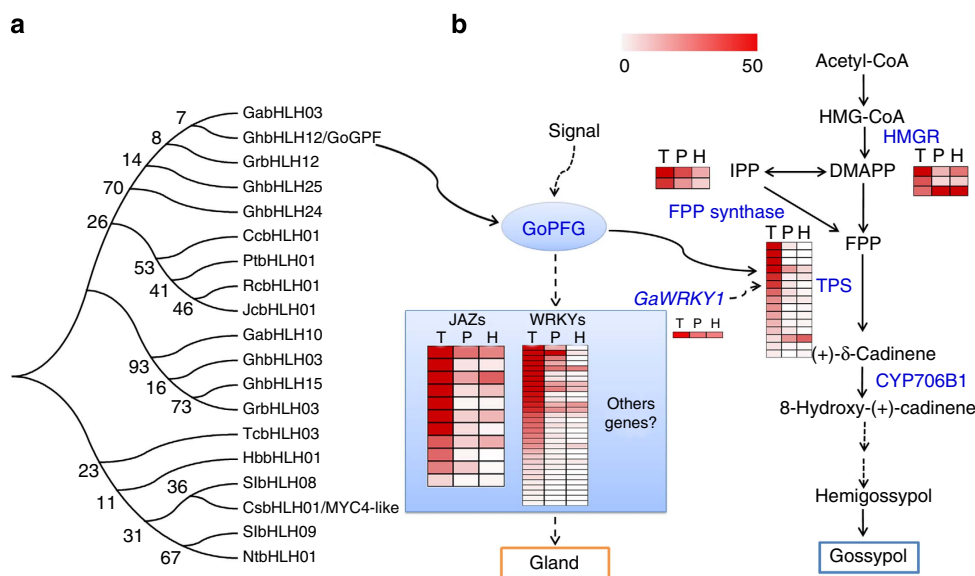 a
7
8
14
70
26
53
41
46
93
16
73
23
11
36
31
67
GabHLH03
GhbHLH12/GoGPF
GrbHLH12
GhbHLH25
GhbHLH24
CcbHLH01
PtbHLH01
RcbHLH01
JcbHLH01
GabHLH10
GhbHLH03
GhbHLH15
GrbHLH03
TcbHLH03
HbbHLH01
SlbHLH08
CsbHLH01/MYC4-like
SlbHLH09
NtbHLH01
b
0
50
Signal
GoPFG
JAZs
T P H
WRKYs
T P H
Others
genes?
Gland
GaWRKY1
T P H
Acetyl-CoA
HMG-CoA
HMGR
T P H
IPP
DMAPP
T P H
FPP synthase
FPP
T P H
TPS
(+)-δ-Cadinene
CYP706B1
8-Hydroxy-(+)-cadinene
Hemigossypol
Gossypol